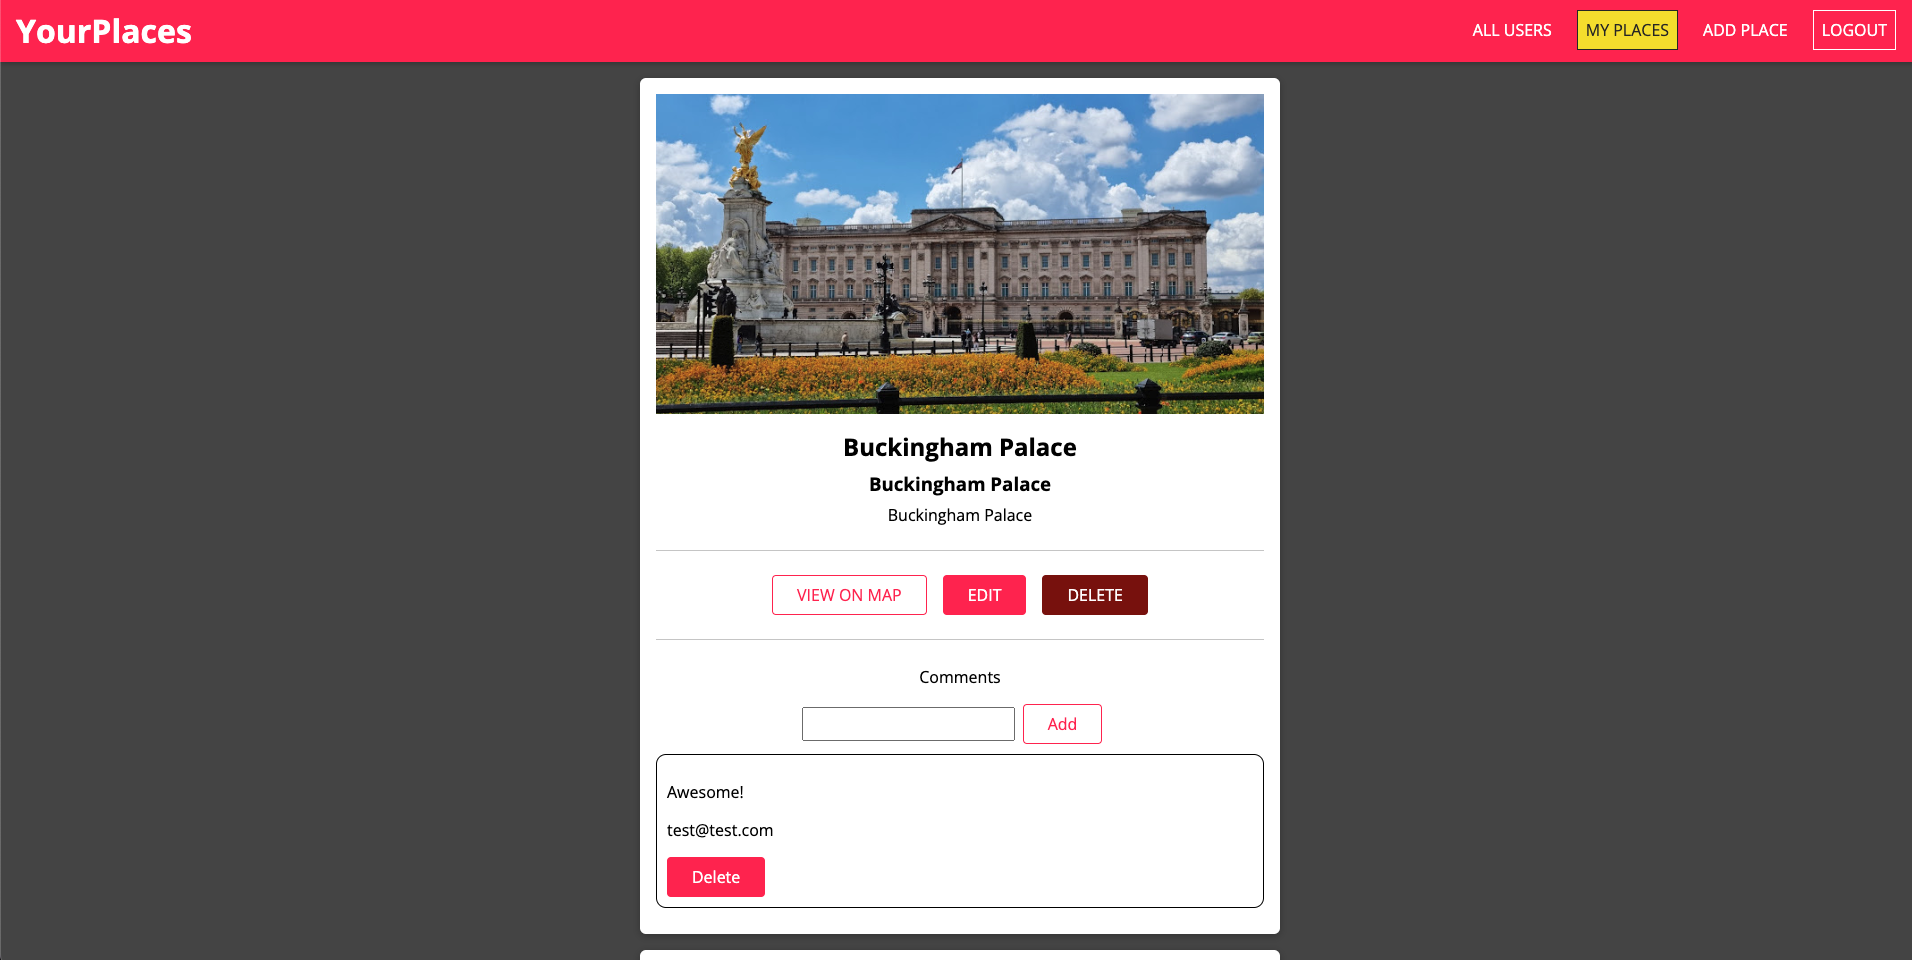 YourPlaces
ALL USERS MY PLACES ADD PLACE LOGOUT
Buckingham Palace
Buckingham Palace
Buckingham Palace
VIEW ON MAP EDIT DELETE
Comments
Add
Awesome!
test@test.com
Delete